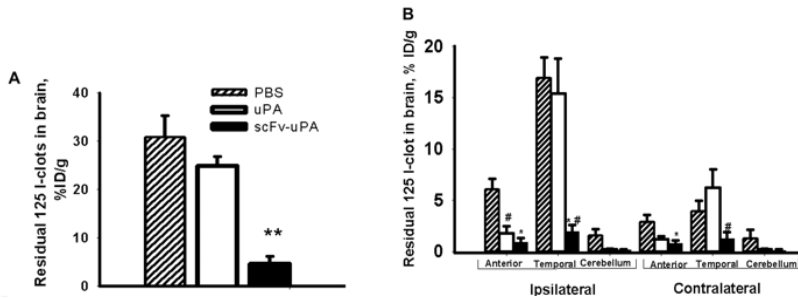 A
Residual 125 I-clots in brain,
%ID/g
40
30
20
10
0
PBS
uPA
scFv-uPA
**
B
Residual 125 I-clot in brain, % ID/g
20
15
10
5
0
#
*
* #
*
#
Anterior Temporal Cerebellum Anterior Temporal Cerebellum
Ipsilateral Contralateral